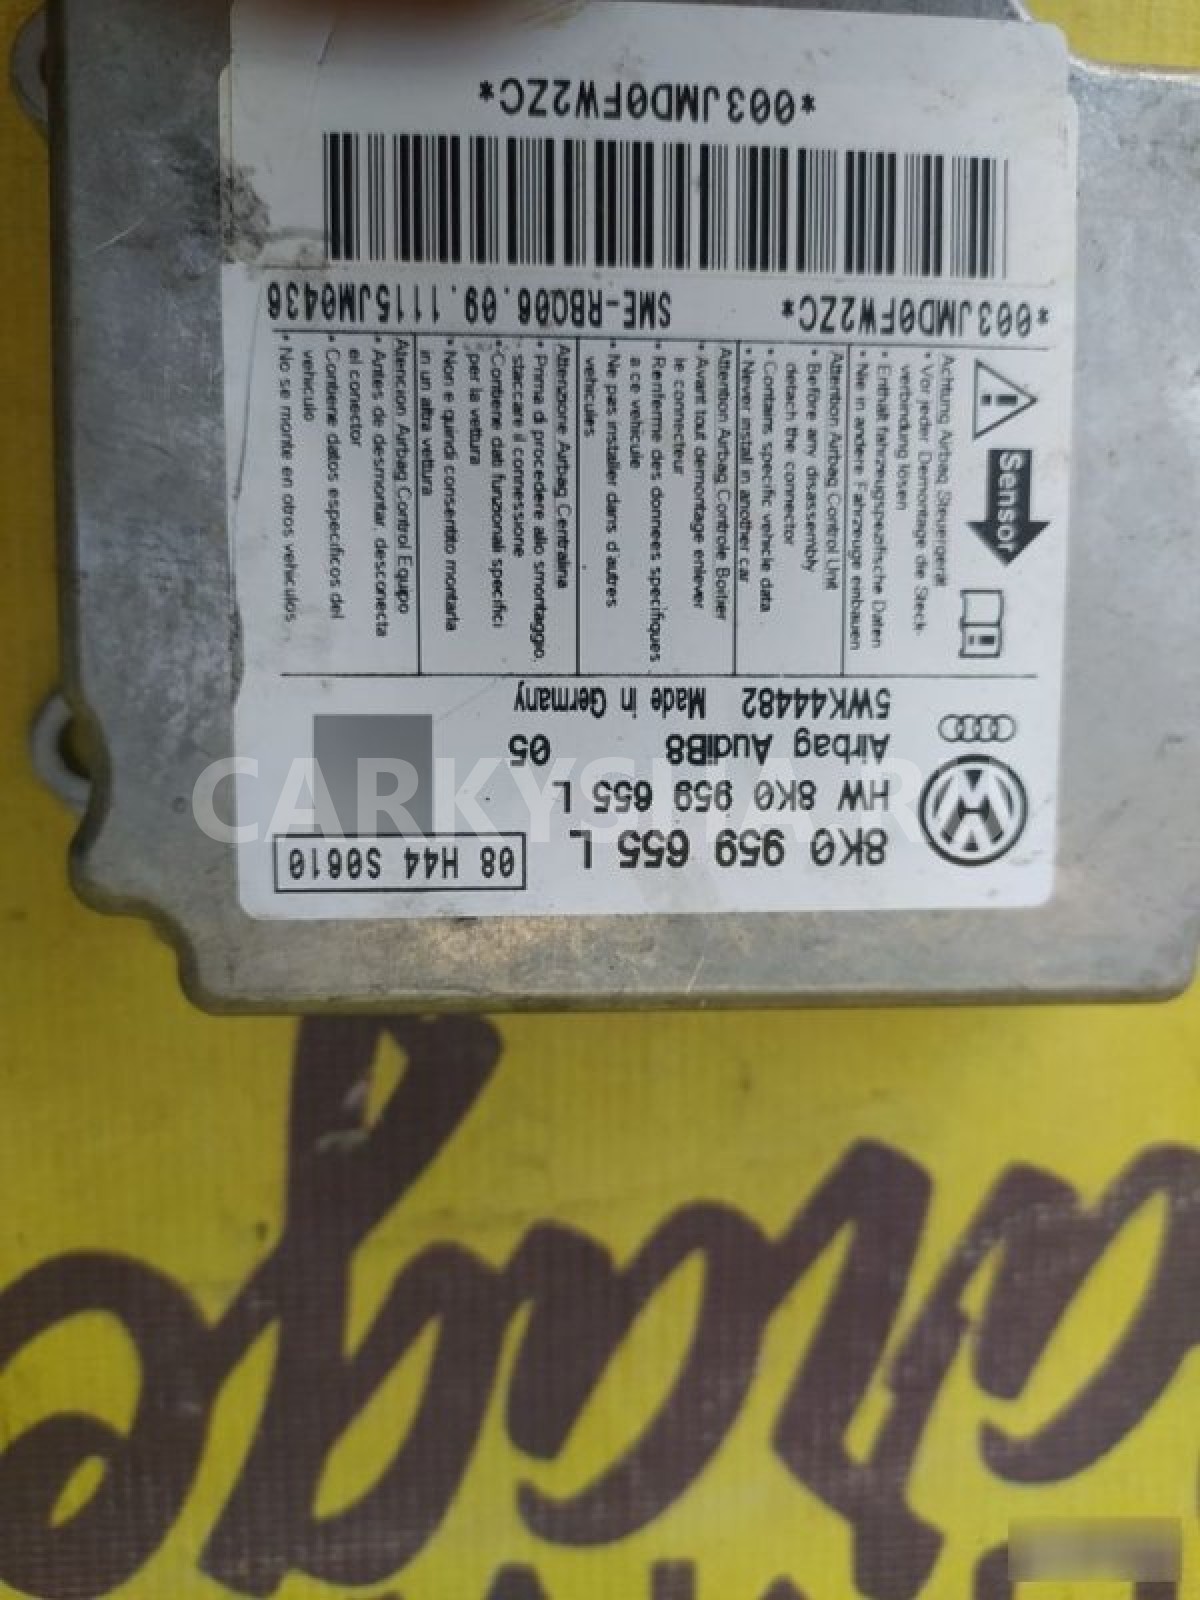 8K0 959 655 L
08 H44 S0610
HW 8K0 959 655 L
Airbag AudiB8 05
5WK44482 Made in Germany
Sensor
Achtung Airbag Steuergerät
• Vor jeder Demontage die Steck-
verbindung lösen
• Enthält fahrzeugspezifische Daten
• Nie in andere Fahrzeuge einbauen
Attention Airbag Control Unit
• Before any disassembly
detach the connector
• Contains specific vehicle data
• Never install in another car
Attention Airbag Controle Boitier
• Avant tout demontage enlever
le connecteur
• Renferme des donnees specifiques
a ce vehicule
• Ne pas installer dans d'autres
vehicules
Attenzione Airbag Centralina
• Prima di procedere allo smontaggio,
staccare il connessione
• Contiene dati funzionali specifici
per la vettura
• Non e quindi consentito montarla
in un altra vettura
Atencion Airbag Control Equipo
• Antes de desmontar, desconecta
el conector
• Contiene datos especificos del
vehiculo
• No se monte en otros vehiculos
*003JMD0FW2ZC* SME-RBQ06.09.1115JM0436
*003JMD0FW2ZC*